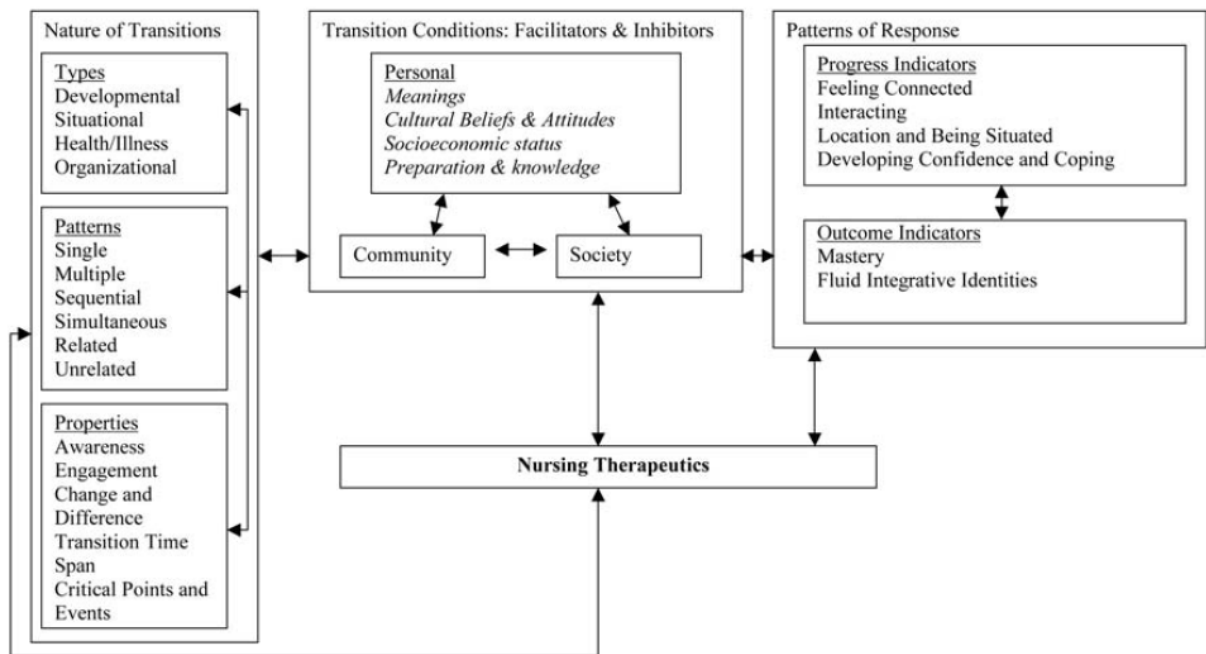 Nature of Transitions
Types
Developmental
Situational
Health/Illness
Organizational
Patterns
Single
Multiple
Sequential
Simultaneous
Related
Unrelated
Properties
Awareness
Engagement
Change and
Difference
Transition Time
Span
Critical Points and
Events
Transition Conditions: Facilitators & Inhibitors
Personal
Meanings
Cultural Beliefs & Attitudes
Socioeconomic status
Preparation & knowledge
Community
Society
Patterns of Response
Progress Indicators
Feeling Connected
Interacting
Location and Being Situated
Developing Confidence and Coping
Outcome Indicators
Mastery
Fluid Integrative Identities
Nursing Therapeutics